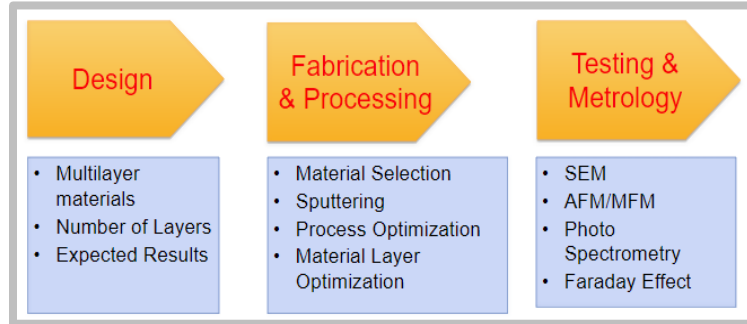 Design
• Multilayer
materials
• Number of Layers
• Expected Results
Fabrication
& Processing
• Material Selection
• Sputtering
• Process Optimization
• Material Layer
Optimization
Testing &
Metrology
• SEM
• AFM/MFM
• Photo
Spectrometry
• Faraday Effect